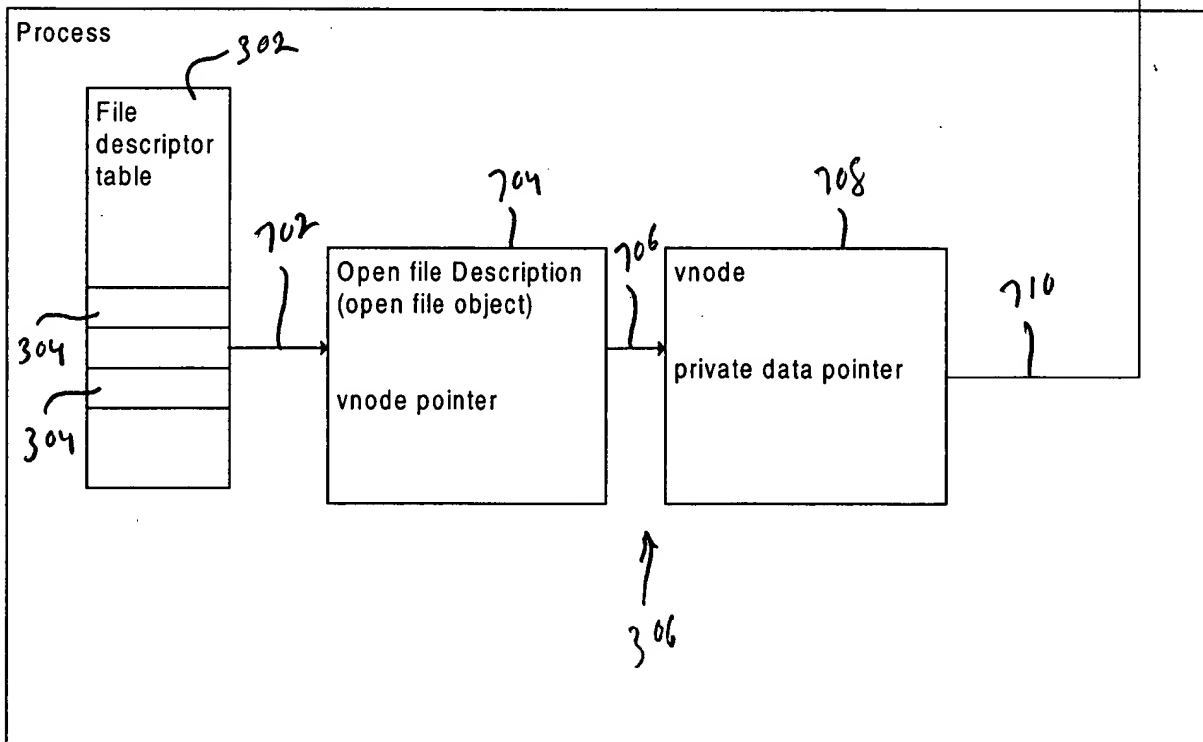 Process
302
File
descriptor
table
702
704
706
708
710
Open file Description
(open file object)
vnode
304
vnode pointer
private data pointer
304
306